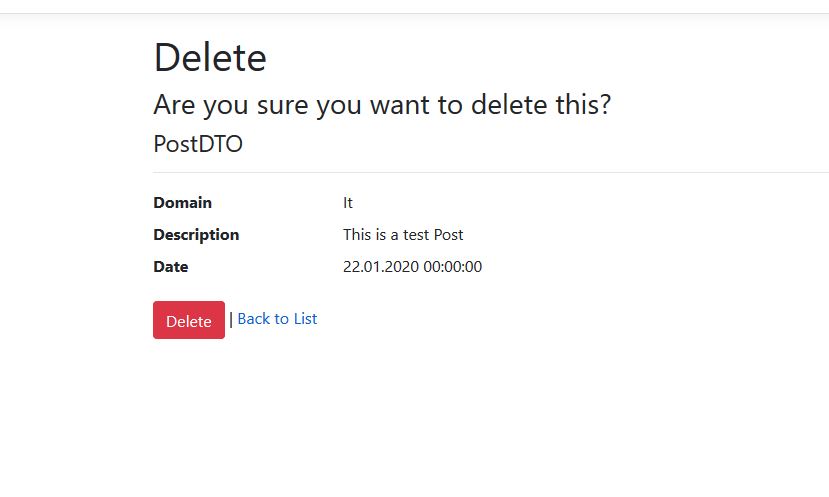 Delete
Are you sure you want to delete this?
PostDTO
Domain It
Description This is a test Post
Date 22.01.2020 00:00:00
Delete | Back to List